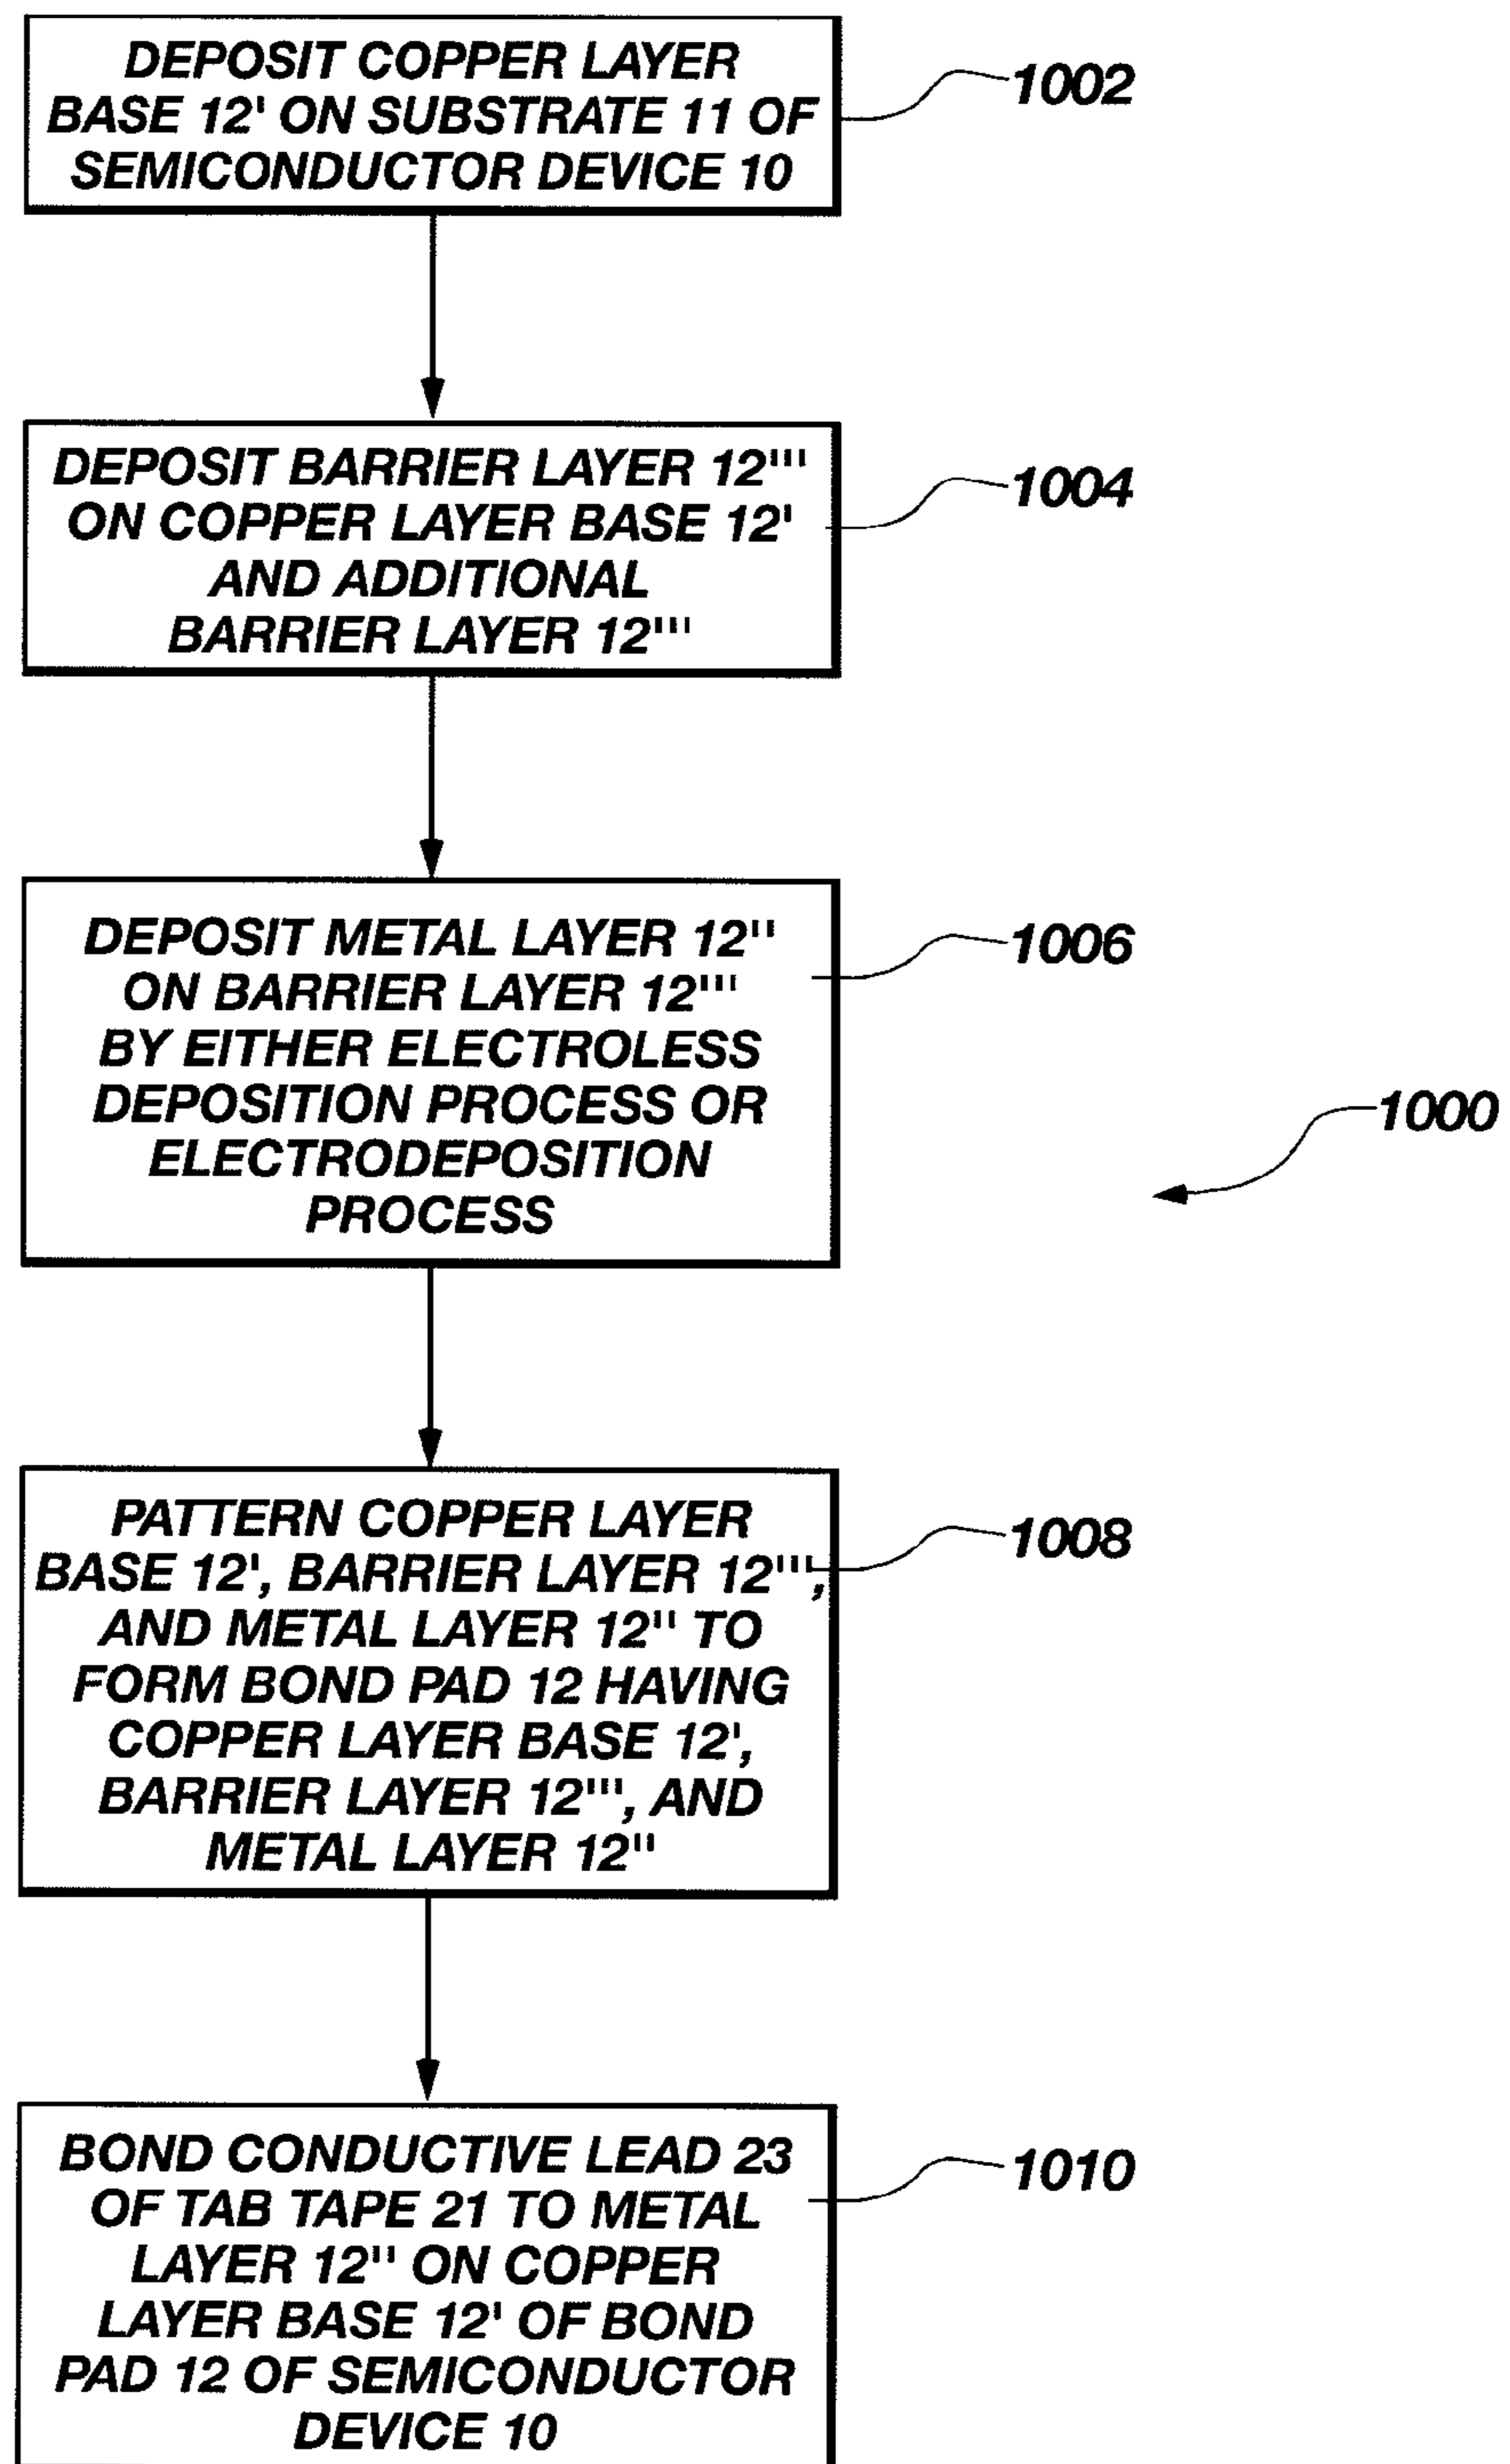 DEPOSIT COPPER LAYER
BASE 12' ON SUBSTRATE 11 OF
SEMICONDUCTOR DEVICE 10
1002
DEPOSIT BARRIER LAYER 12'''
ON COPPER LAYER BASE 12'
AND ADDITIONAL
BARRIER LAYER 12'''
1004
DEPOSIT METAL LAYER 12''
ON BARRIER LAYER 12'''
BY EITHER ELECTROLESS
DEPOSITION PROCESS OR
ELECTRODEPOSITION
PROCESS
1006
1000
PATTERN COPPER LAYER
BASE 12', BARRIER LAYER 12''',
AND METAL LAYER 12'' TO
FORM BOND PAD 12 HAVING
COPPER LAYER BASE 12',
BARRIER LAYER 12''', AND
METAL LAYER 12''
1008
BOND CONDUCTIVE LEAD 23
OF TAB TAPE 21 TO METAL
LAYER 12'' ON COPPER
LAYER BASE 12' OF BOND
PAD 12 OF SEMICONDUCTOR
DEVICE 10
1010